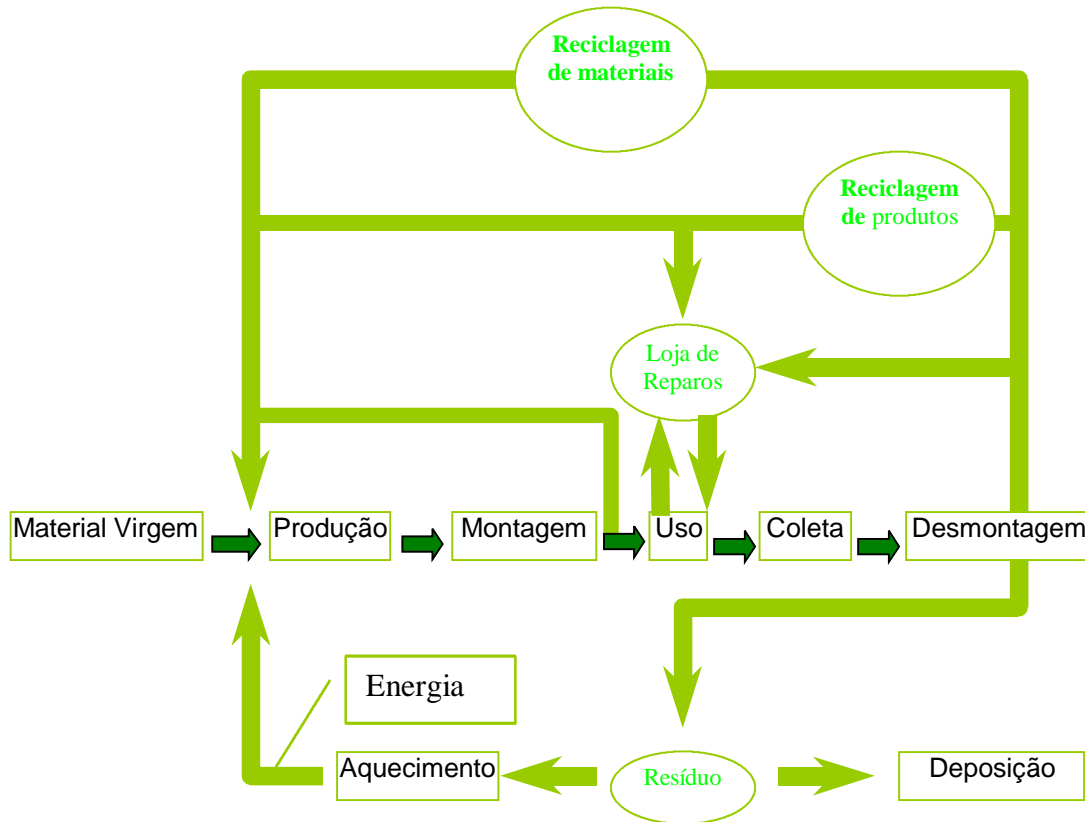 Reciclagem
de materiais
Reciclagem
de produtos
Loja de
Reparos
Material Virgem
Produção
Montagem
Uso
Coleta
Desmontagem
Energia
Aquecimento
Resíduo
Deposição